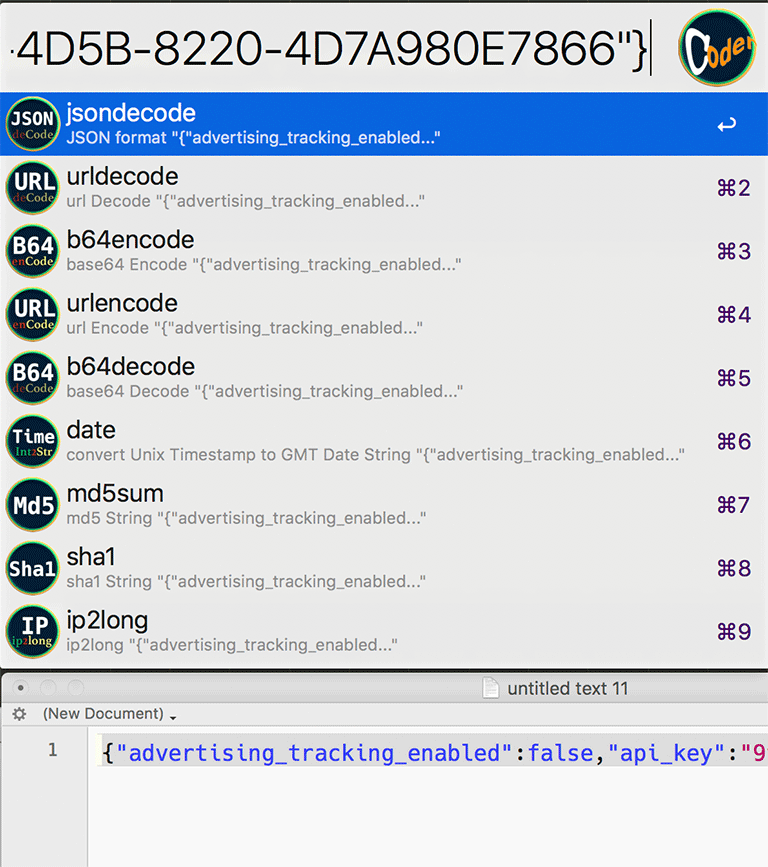 -4D5B-8220-4D7A980E7866"}
Coder
JSON
deCode
jsondecode
JSON format "{"advertising_tracking_enabled..."
↩
URL
deCode
urldecode
url Decode "{"advertising_tracking_enabled..."
⌘2
B64
enCode
b64encode
base64 Encode "{"advertising_tracking_enabled..."
⌘3
URL
enCode
urlencode
url Encode "{"advertising_tracking_enabled..."
⌘4
B64
deCode
b64decode
base64 Decode "{"advertising_tracking_enabled..."
⌘5
Time
Int2Str
date
convert Unix Timestamp to GMT Date String "{"advertising_tracking_enabled..."
⌘6
Md5
md5sum
md5 String "{"advertising_tracking_enabled..."
⌘7
Sha1
sha1
sha1 String "{"advertising_tracking_enabled..."
⌘8
IP
ip2long
ip2long
ip2long "{"advertising_tracking_enabled..."
⌘9
untitled text 11
(New Document)
1
{"advertising_tracking_enabled":false,"api_key":"9